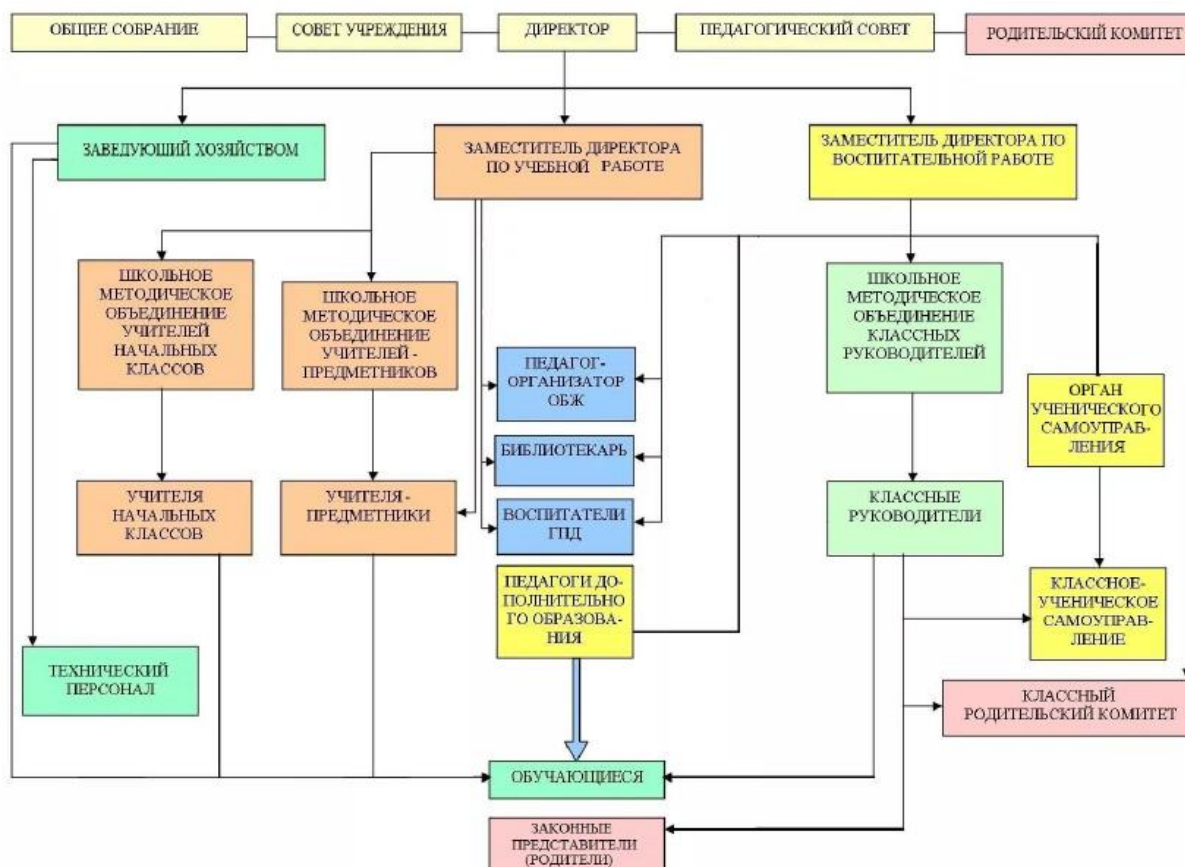 ОБЩЕЕ СОБРАНИЕ
СОВЕТ УЧРЕЖДЕНИЯ
ДИРЕКТОР
ПЕДАГОГИЧЕСКИЙ СОВЕТ
РОДИТЕЛЬСКИЙ КОМИТЕТ
ЗАВЕДУЮЩИЙ ХОЗЯЙСТВОМ
ЗАМЕСТИТЕЛЬ ДИРЕКТОРА
ПО УЧЕБНОЙ РАБОТЕ
ЗАМЕСТИТЕЛЬ ДИРЕКТОРА ПО
ВОСПИТАТЕЛЬНОЙ РАБОТЕ
ШКОЛЬНОЕ
МЕТОДИЧЕСКОЕ
ОБЪЕДИНЕНИЕ
УЧИТЕЛЕЙ
НАЧАЛЬНЫХ
КЛАССОВ
ШКОЛЬНОЕ
МЕТОДИЧЕСКОЕ
ОБЪЕДИНЕНИЕ
УЧИТЕЛЕЙ -
ПРЕДМЕТНИКОВ
ШКОЛЬНОЕ
МЕТОДИЧЕСКОЕ
ОБЪЕДИНЕНИЕ
КЛАССНЫХ
РУКОВОДИТЕЛЕЙ
ПЕДАГОГ-
ОРГАНИЗАТОР
ОБЖ
ОРГАН
УЧЕНИЧЕСКОГО
САМОУПРАВ-
ЛЕНИЯ
БИБЛИОТЕКАРЬ
УЧИТЕЛЯ
НАЧАЛЬНЫХ
КЛАССОВ
УЧИТЕЛЯ -
ПРЕДМЕТНИКИ
ВОСПИТАТЕЛИ
ГПД
КЛАССНЫЕ
РУКОВОДИТЕЛИ
ПЕДАГОГИ ДО-
ПОЛНИТЕЛЬНО
ГО ОБРАЗОВА-
НИЯ
КЛАССНОЕ-
УЧЕНИЧЕСКОЕ
САМОУПРАВ-
ЛЕНИЕ
ТЕХНИЧЕСКИЙ
ПЕРСОНАЛ
КЛАССНЫЙ
РОДИТЕЛЬСКИЙ КОМИТЕТ
ОБУЧАЮЩИЕСЯ
ЗАКОННЫЕ
ПРЕДСТАВИТЕЛИ
(РОДИТЕЛИ)